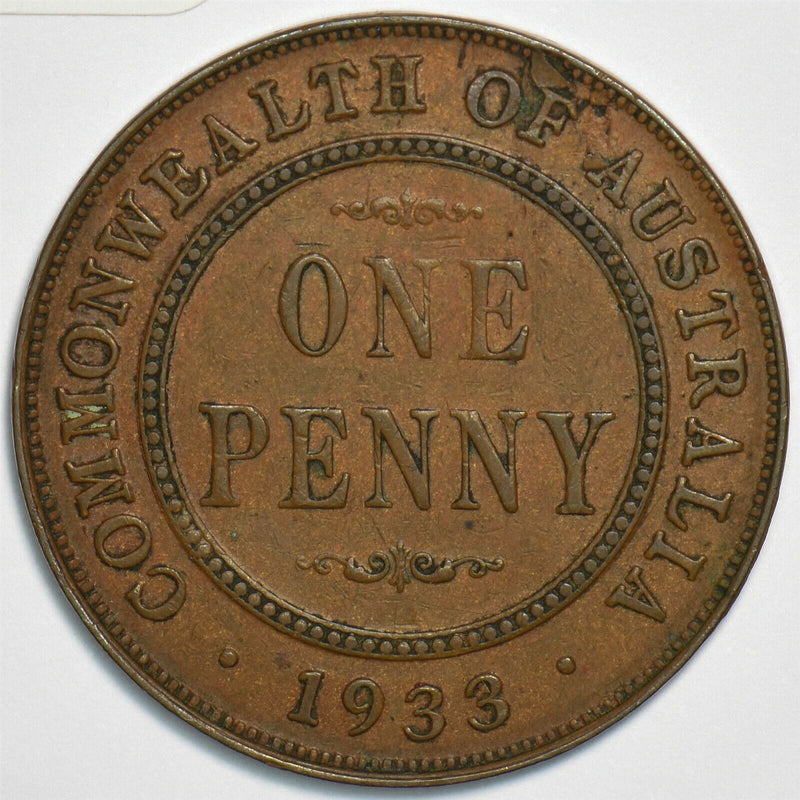 COMMONWEALTH OF AUSTRALIA
ONE
PENNY
· 1933 ·